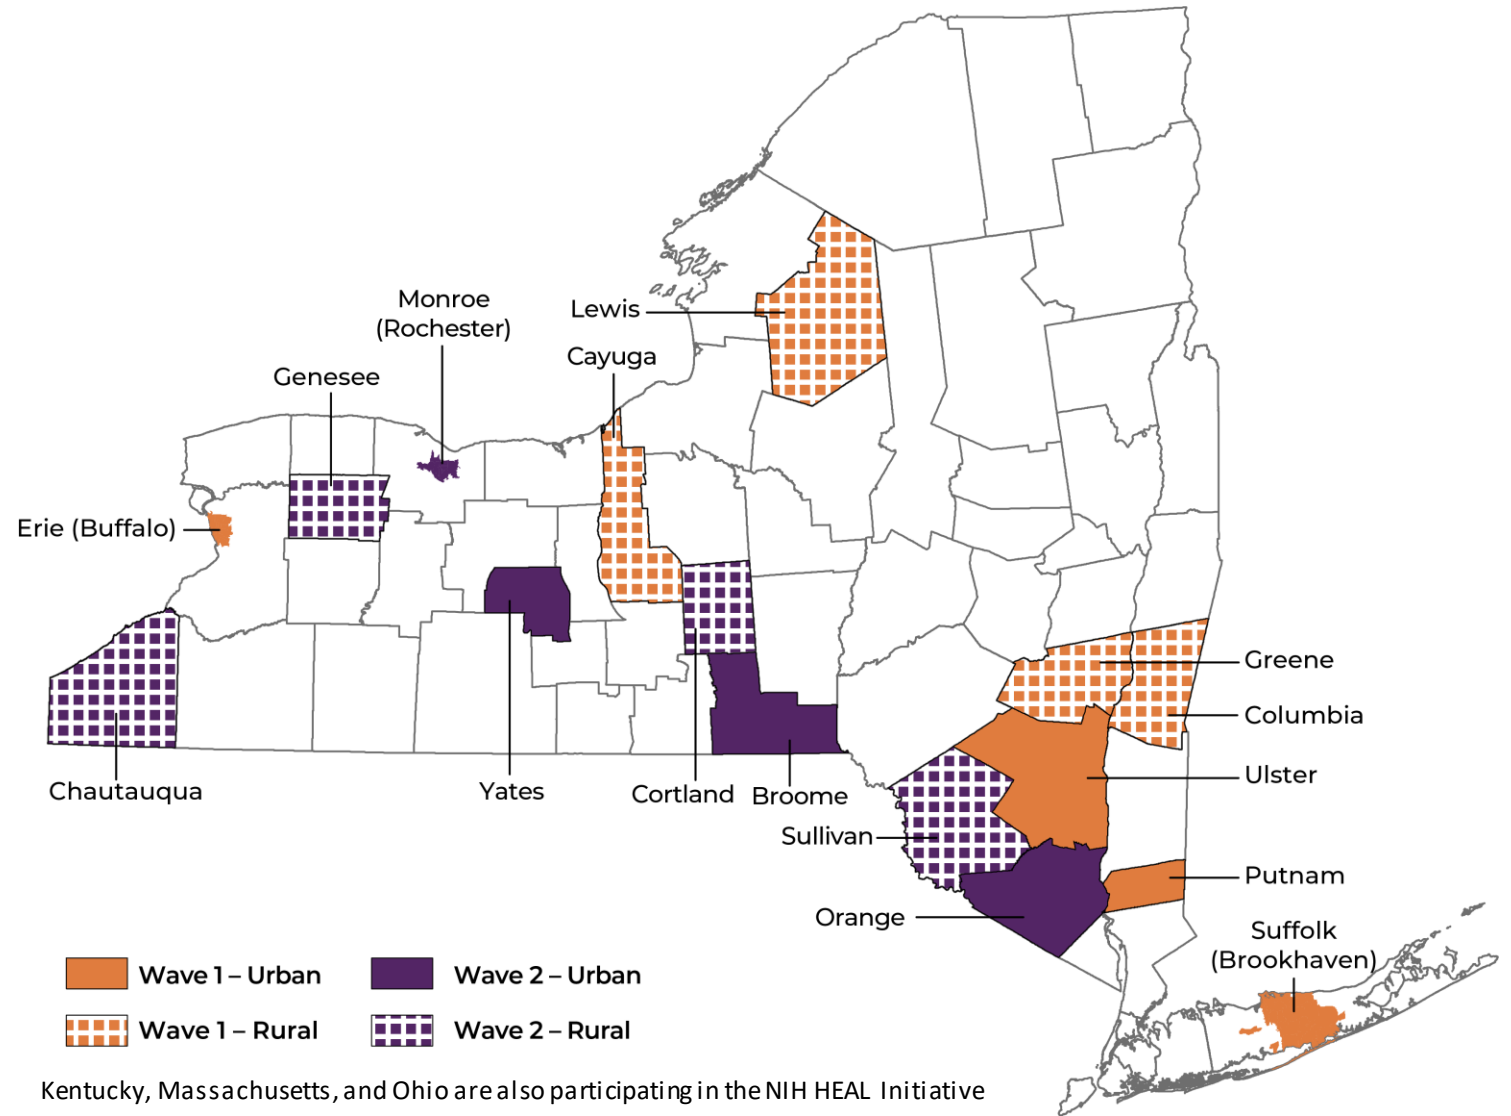 Monroe
(Rochester)
Lewis
Cayuga
Genesee
Erie (Buffalo)
Greene
Columbia
Ulster
Chautauqua
Yates
Cortland
Broome
Sullivan
Putnam
Orange
Suffolk
(Brookhaven)
Wave 1 – Urban
Wave 2 – Urban
Wave 1 – Rural
Wave 2 – Rural
Kentucky, Massachusetts, and Ohio are also participating in the NIH HEAL Initiative